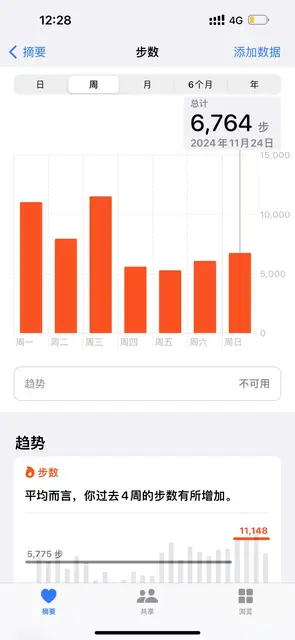 12:28
4G
摘要
步数
添加数据
日
周
月
6个月
年
总计
6,764 步
2024年11月24日
15,000
10,000
5,000
0
周一
周二
周三
周四
周五
周六
周日
趋势
不可用
趋势
步数
平均而言，你过去4周的步数有所增加。
11,148
5,775 步
摘要
共享
浏览